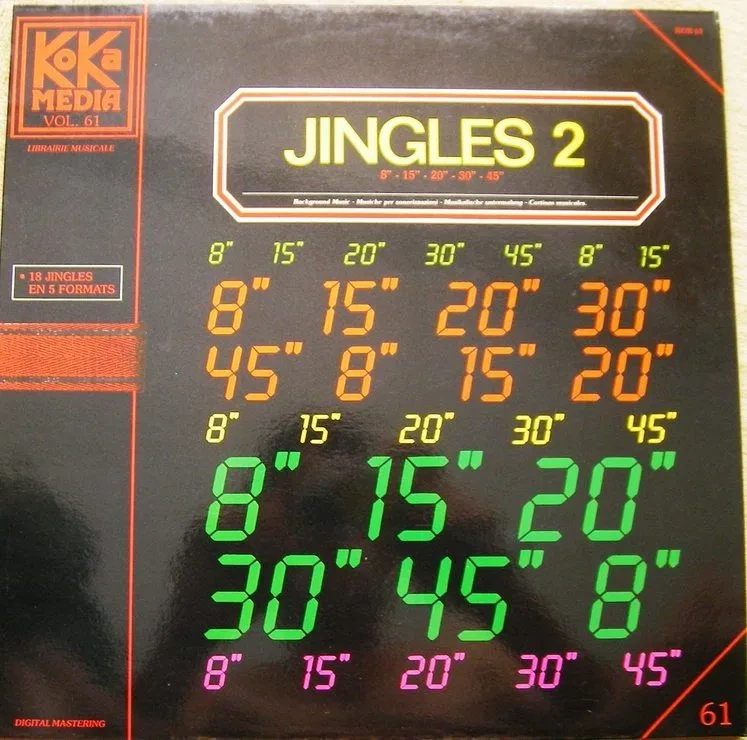 KoKa
MEDIA
VOL. 61
LIBRAIRIE MUSICALE
KOK 61
JINGLES 2
8" - 15" - 20" - 30" - 45"
Background Music - Musiche per sonorizzazioni - Musikalische untermalung - Cortinas musicales.
• 18 JINGLES
EN 5 FORMATS
8" 15" 20" 30" 45" 8" 15"
8" 15" 20" 30"
45" 8" 15" 20"
8" 15" 20" 30" 45"
8" 15" 20"
30" 45" 8"
8" 15" 20" 30" 45"
DIGITAL MASTERING
61